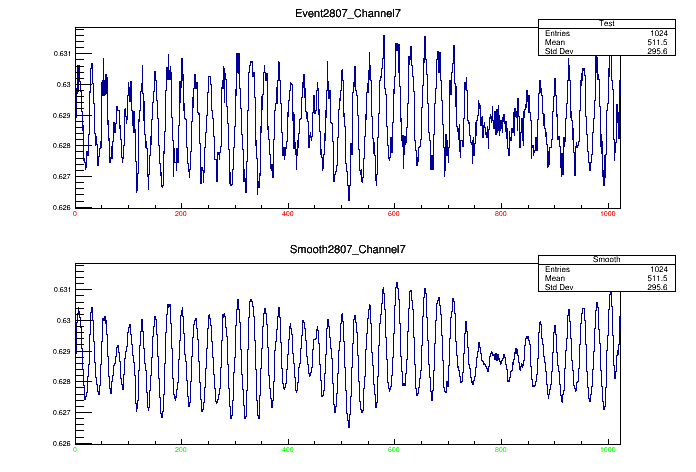 Event2807_Channel7
Test
Entries 1024
Mean 511.5
Std Dev 295.6
0.631
0.63
0.629
0.628
0.627
0.626
0 200 400 600 800 1000
Smooth2807_Channel7
Smooth
Entries 1024
Mean 511.5
Std Dev 295.6
0.631
0.63
0.629
0.628
0.627
0.626
0 200 400 600 800 1000